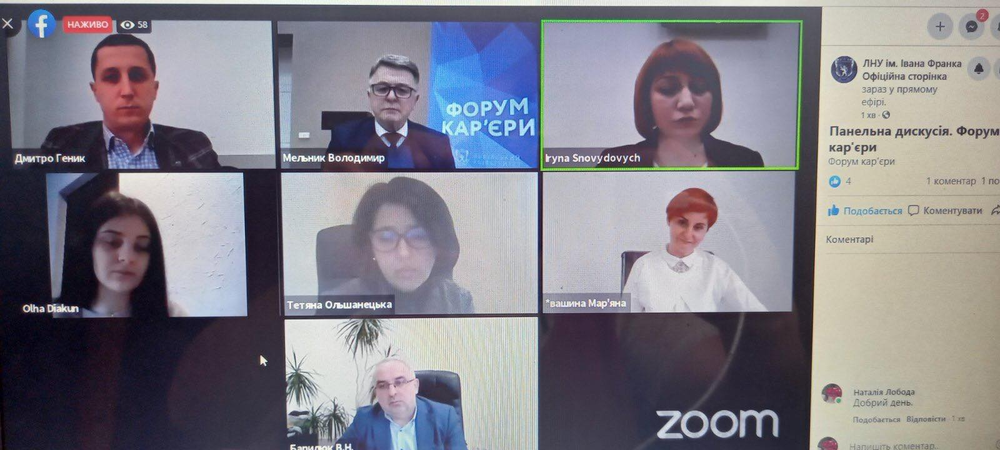 НАЖИВО
58
ФОРУМ
КАР'ЄРИ
Дмитро Геник
Мельник Володимир
Iryna Snovydovych
Olha Diakun
Тетяна Ольшанецька
*вашина Мар'яна
Барилюк В.Н.
zoom
2
ЛНУ ім. Івана Франка
Офіційна сторінка
зараз у прямому
ефірі.
1 хв
Панельна дискусія. Форум
кар'єри
Форум кар'єри
4
1 коментар 1 по
Подобається Коментувати
Коментарі
Наталія Лобода
Добрий день.
Подобається Відповісти 1 хв
Напишіть коментар...